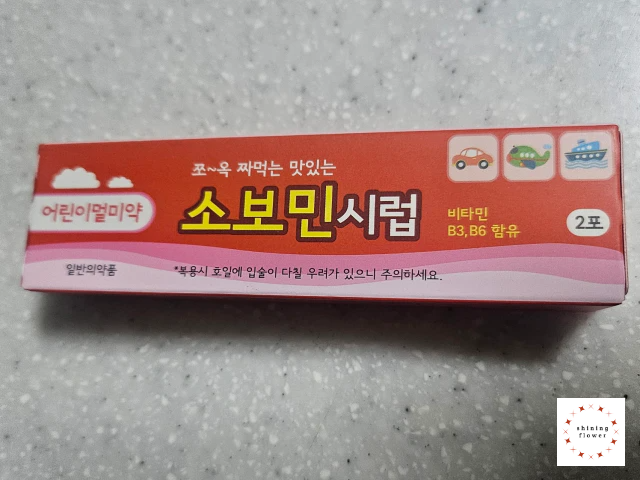 쪼~옥 짜먹는 맛있는
어린이멀미약
소보민시럽
비타민
B3,B6 함유
2포
일반의약품
*복용시 호일에 입술이 다칠 우려가 있으니 주의하세요.
shining
flower